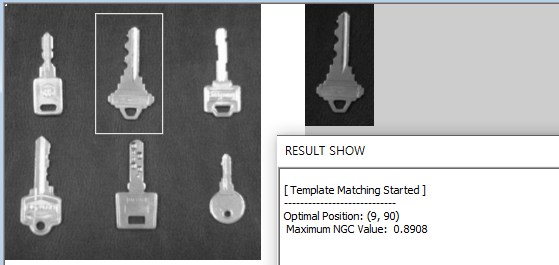 RESULT SHOW
[ Template Matching Started ]
----------------------------
Optimal Position: (9, 90)
Maximum NGC Value:  0.8908